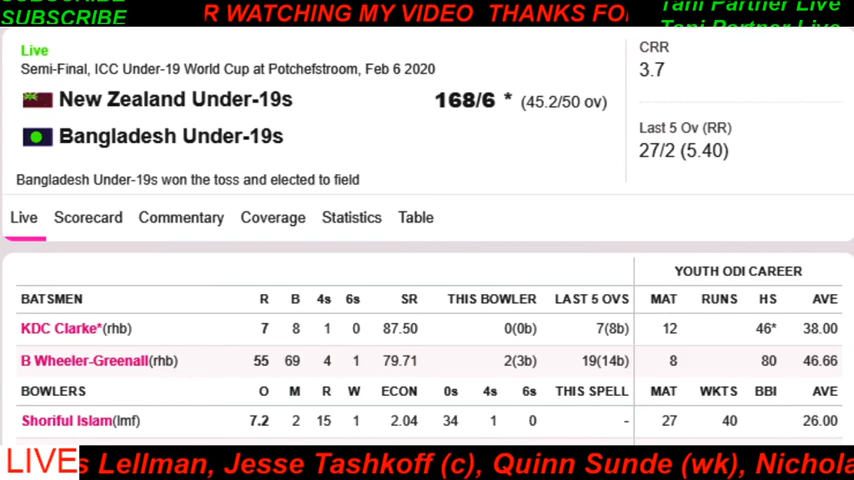 SUBSCRIBE
SUBSCRIBE
R WATCHING MY VIDEO THANKS FO
Tani Partner Live
Tani Partner Live
Live
Semi-Final, ICC Under-19 World Cup at Potchefstroom, Feb 6 2020
New Zealand Under-19s 168/6 * (45.2/50 ov)
Bangladesh Under-19s
Bangladesh Under-19s won the toss and elected to field
CRR
3.7
Last 5 Ov (RR)
27/2 (5.40)
Live Scorecard Commentary Coverage Statistics Table
YOUTH ODI CAREER
BATSMEN R B 4s 6s SR THIS BOWLER LAST 5 OVS MAT RUNS HS AVE
KDC Clarke*(rhb) 7 8 1 0 87.50 0(0b) 7(8b) 12 46* 38.00
B Wheeler-Greenall(rhb) 55 69 4 1 79.71 2(3b) 19(14b) 8 80 46.66
BOWLERS O M R W ECON 0s 4s 6s THIS SPELL MAT WKTS BBI AVE
Shoriful Islam(lmf) 7.2 2 15 1 2.04 34 1 0 - 27 40 26.00
LIVE s Lellman, Jesse Tashkoff (c), Quinn Sunde (wk), Nichola